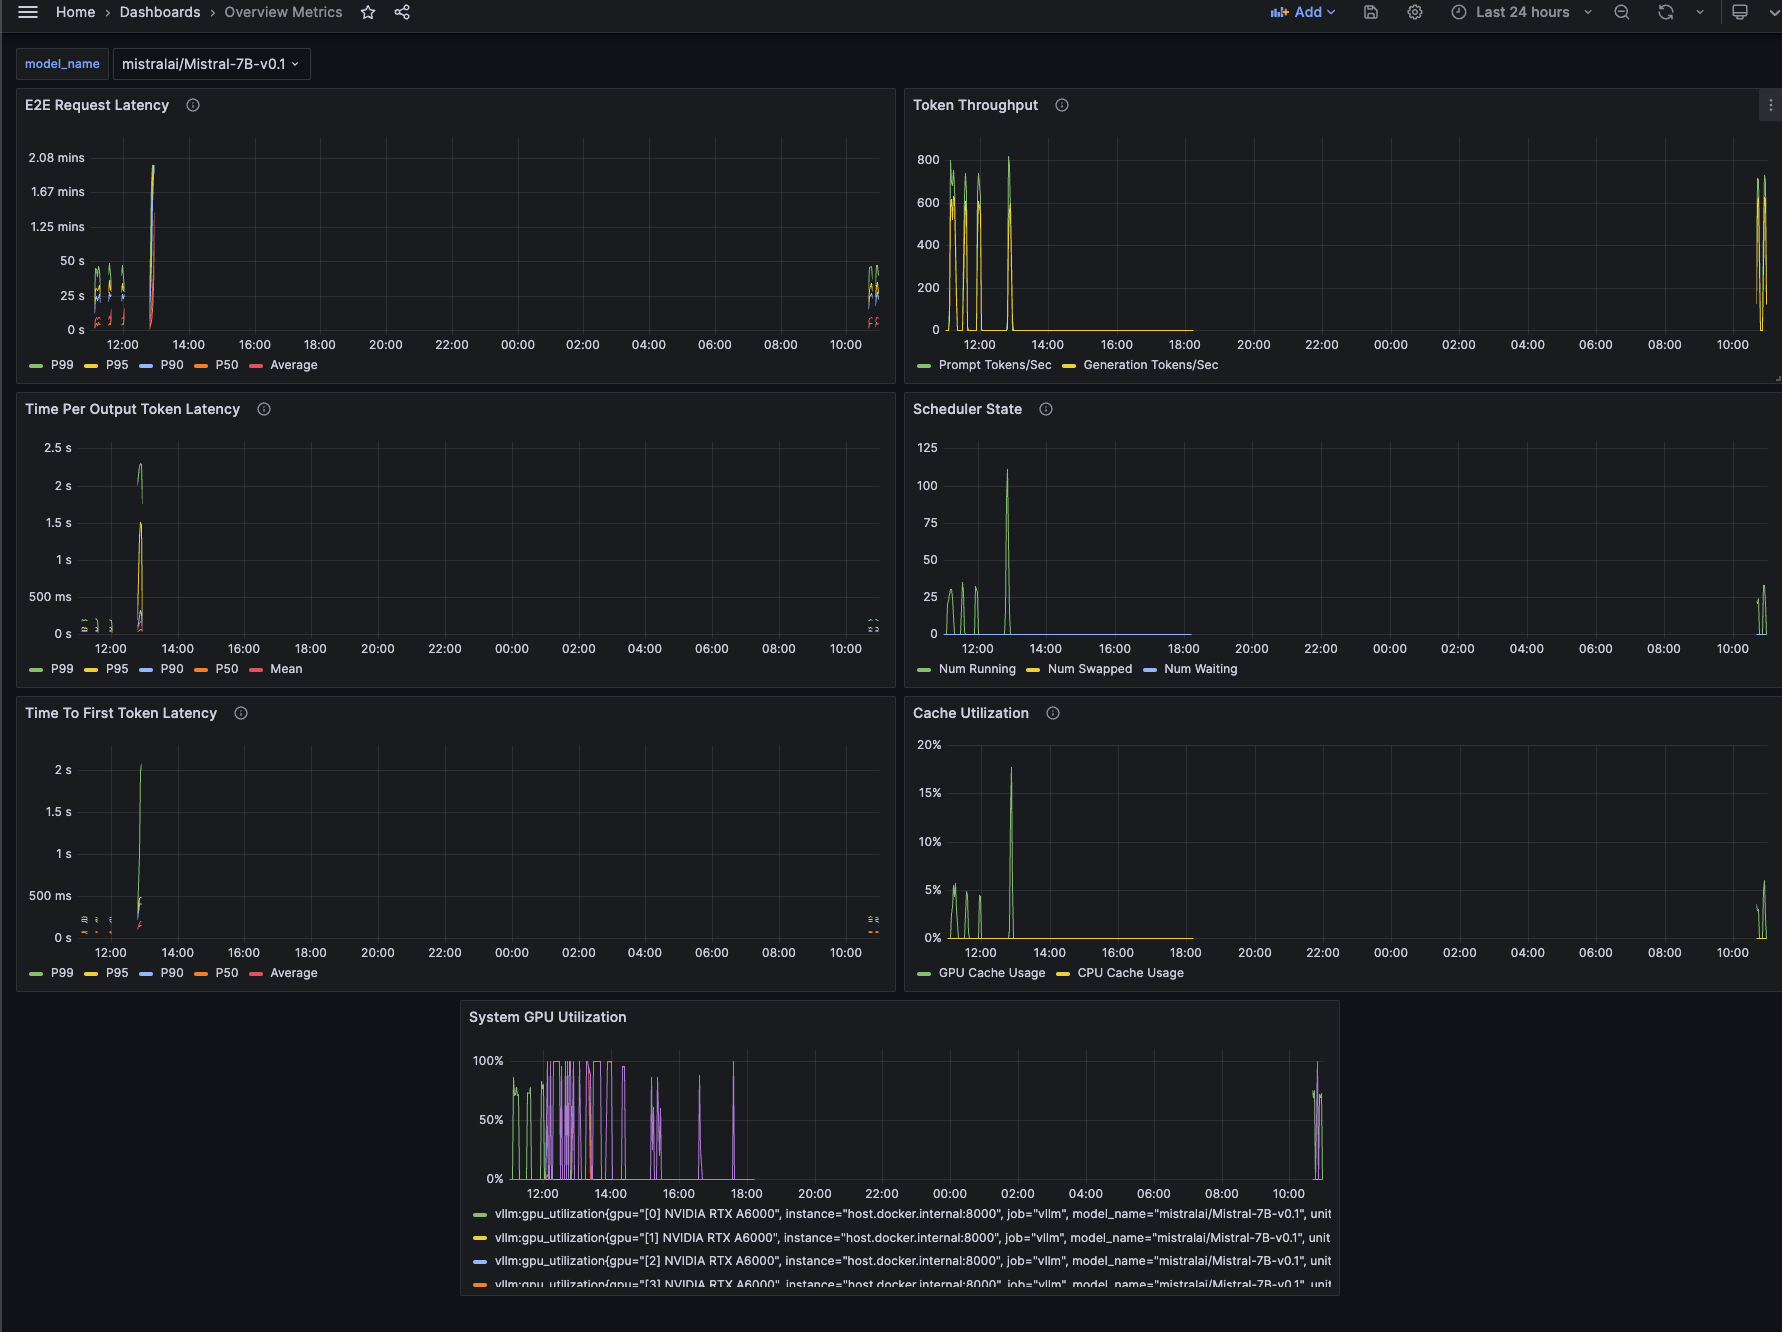 Home › Dashboards › Overview Metrics
Add
Last 24 hours
model_name mistralai/Mistral-7B-v0.1
E2E Request Latency
2.08 mins
1.67 mins
1.25 mins
50 s
25 s
0 s
12:00 14:00 16:00 18:00 20:00 22:00 00:00 02:00 04:00 06:00 08:00 10:00
P99 P95 P90 P50 Average
Token Throughput
800
600
400
200
0
12:00 14:00 16:00 18:00 20:00 22:00 00:00 02:00 04:00 06:00 08:00 10:00
Prompt Tokens/Sec Generation Tokens/Sec
Time Per Output Token Latency
2.5 s
2 s
1.5 s
1 s
500 ms
0 s
12:00 14:00 16:00 18:00 20:00 22:00 00:00 02:00 04:00 06:00 08:00 10:00
P99 P95 P90 P50 Mean
Scheduler State
125
100
75
50
25
0
12:00 14:00 16:00 18:00 20:00 22:00 00:00 02:00 04:00 06:00 08:00 10:00
Num Running Num Swapped Num Waiting
Time To First Token Latency
2 s
1.5 s
1 s
500 ms
0 s
12:00 14:00 16:00 18:00 20:00 22:00 00:00 02:00 04:00 06:00 08:00 10:00
P99 P95 P90 P50 Average
Cache Utilization
20%
15%
10%
5%
0%
12:00 14:00 16:00 18:00 20:00 22:00 00:00 02:00 04:00 06:00 08:00 10:00
GPU Cache Usage CPU Cache Usage
System GPU Utilization
100%
50%
0%
12:00 14:00 16:00 18:00 20:00 22:00 00:00 02:00 04:00 06:00 08:00 10:00
vllm:gpu_utilization{gpu="[0] NVIDIA RTX A6000", instance="host.docker.internal:8000", job="vllm", model_name="mistralai/Mistral-7B-v0.1", unit
vllm:gpu_utilization{gpu="[1] NVIDIA RTX A6000", instance="host.docker.internal:8000", job="vllm", model_name="mistralai/Mistral-7B-v0.1", unit
vllm:gpu_utilization{gpu="[2] NVIDIA RTX A6000", instance="host.docker.internal:8000", job="vllm", model_name="mistralai/Mistral-7B-v0.1", unit
vllm:gpu_utilization{gpu="[3] NVIDIA RTX A6000", instance="host.docker.internal:8000", job="vllm", model_name="mistralai/Mistral-7B-v0.1", unit